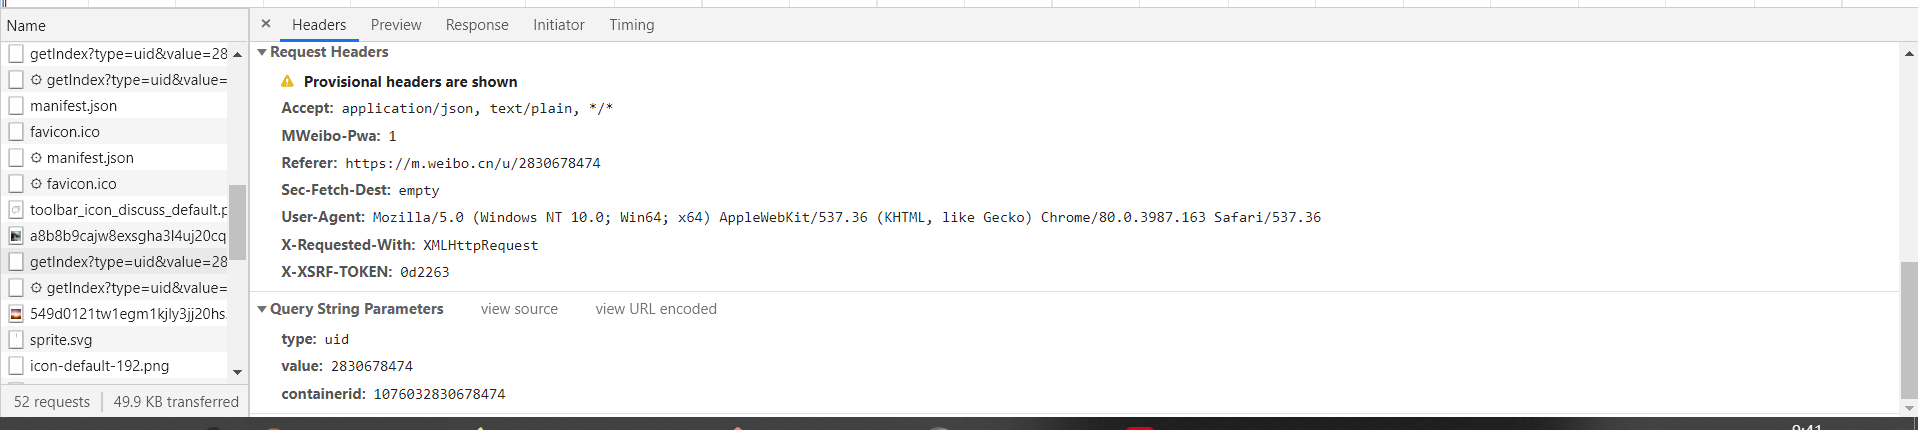 Name
× Headers Preview Response Initiator Timing
getIndex?type=uid&value=28
getIndex?type=uid&value=
manifest.json
favicon.ico
manifest.json
favicon.ico
toolbar_icon_discuss_default.p
a8b8b9cajw8exsgha3l4uj20cq
getIndex?type=uid&value=28
getIndex?type=uid&value=
549d0121tw1egm1kjly3jj20hs.
sprite.svg
icon-default-192.png
52 requests 49.9 KB transferred
Request Headers
Provisional headers are shown
Accept: application/json, text/plain, */*
MWeibo-Pwa: 1
Referer: https://m.weibo.cn/u/2830678474
Sec-Fetch-Dest: empty
User-Agent: Mozilla/5.0 (Windows NT 10.0; Win64; x64) AppleWebKit/537.36 (KHTML, like Gecko) Chrome/80.0.3987.163 Safari/537.36
X-Requested-With: XMLHttpRequest
X-XSRF-TOKEN: 0d2263
Query String Parameters view source view URL encoded
type: uid
value: 2830678474
containerid: 1076032830678474